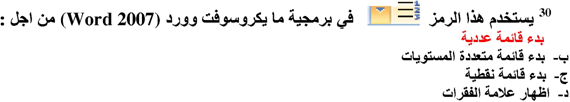 30 يستخدم هذا الرمز في برمجية ما يكروسوفت وورد (Word 2007) من اجل :
بدء قائمة عددية
ب- بدء قائمة متعددة المستويات
ج- بدء قائمة نقطية
د- اظهار علامة الفقرات